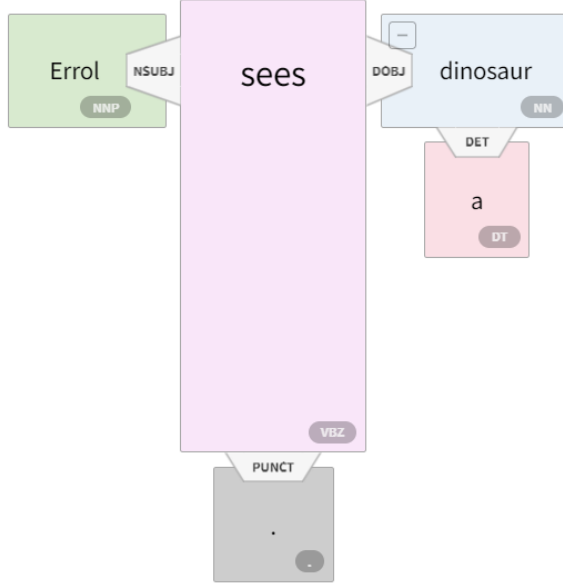 Errol NSUBJ sees DOBJ dinosaur
NNP NN
DET
a
DT
VBZ
PUNCT
.
.